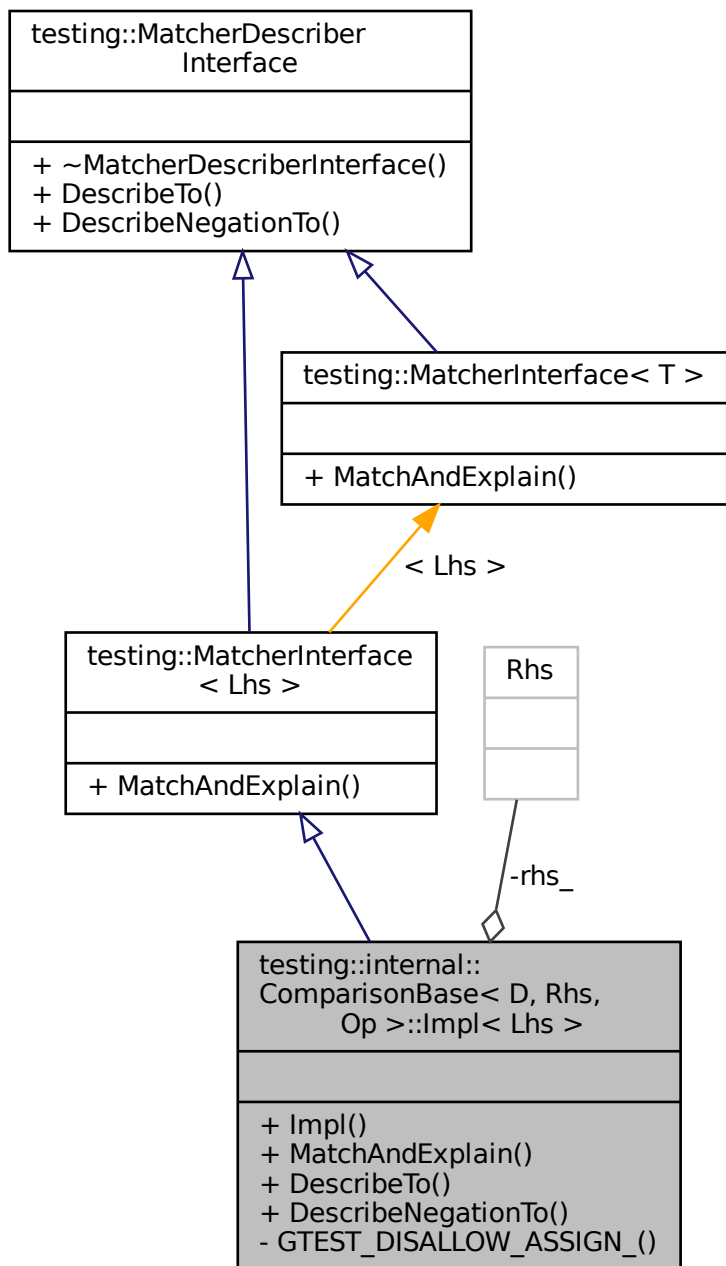 testing::MatcherDescriber
Interface
+ ~MatcherDescriberInterface()
+ DescribeTo()
+ DescribeNegationTo()
testing::MatcherInterface< T >
+ MatchAndExplain()
< Lhs >
testing::MatcherInterface
< Lhs >
+ MatchAndExplain()
Rhs
-rhs_
testing::internal::
ComparisonBase< D, Rhs,
Op >::Impl< Lhs >
+ Impl()
+ MatchAndExplain()
+ DescribeTo()
+ DescribeNegationTo()
- GTEST_DISALLOW_ASSIGN_()